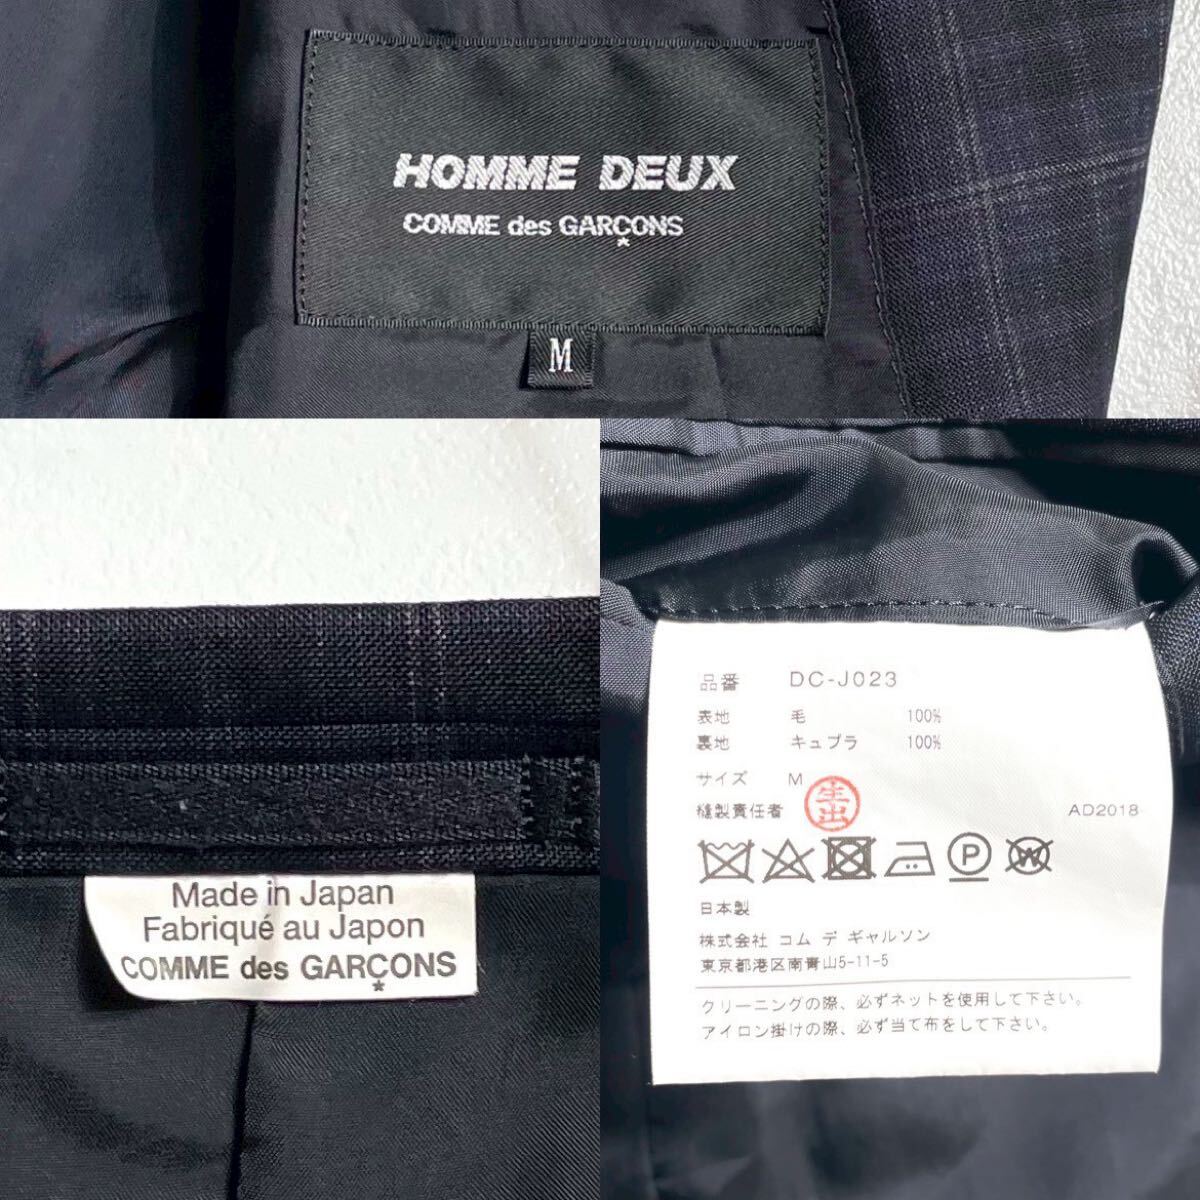 HOMME DEUX
COMME des GARÇONS
*
M
Made in Japan
Fabriqué au Japon
COMME des GARÇONS
*
品番 DC-J023
表地 毛 100%
裏地 キュプラ 100%
サイズ M
縫製責任者 生出 AD2018
P W
日本製
株式会社 コム デ ギャルソン
東京都港区南青山5-11-5
クリーニングの際、必ずネットを使用して下さい。
アイロン掛けの際、必ず当て布をして下さい。